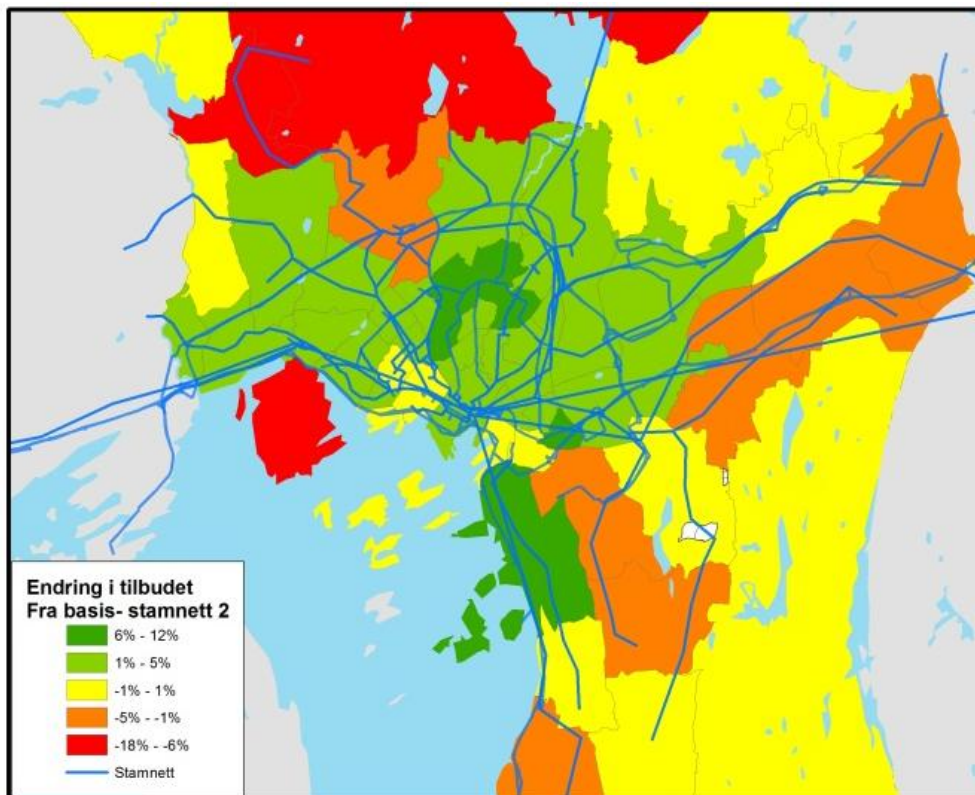 Endring i tilbudet
Fra basis- stamnett 2
6% - 12%
1% - 5%
-1% - 1%
-5% - -1%
-18% - -6%
Stamnett